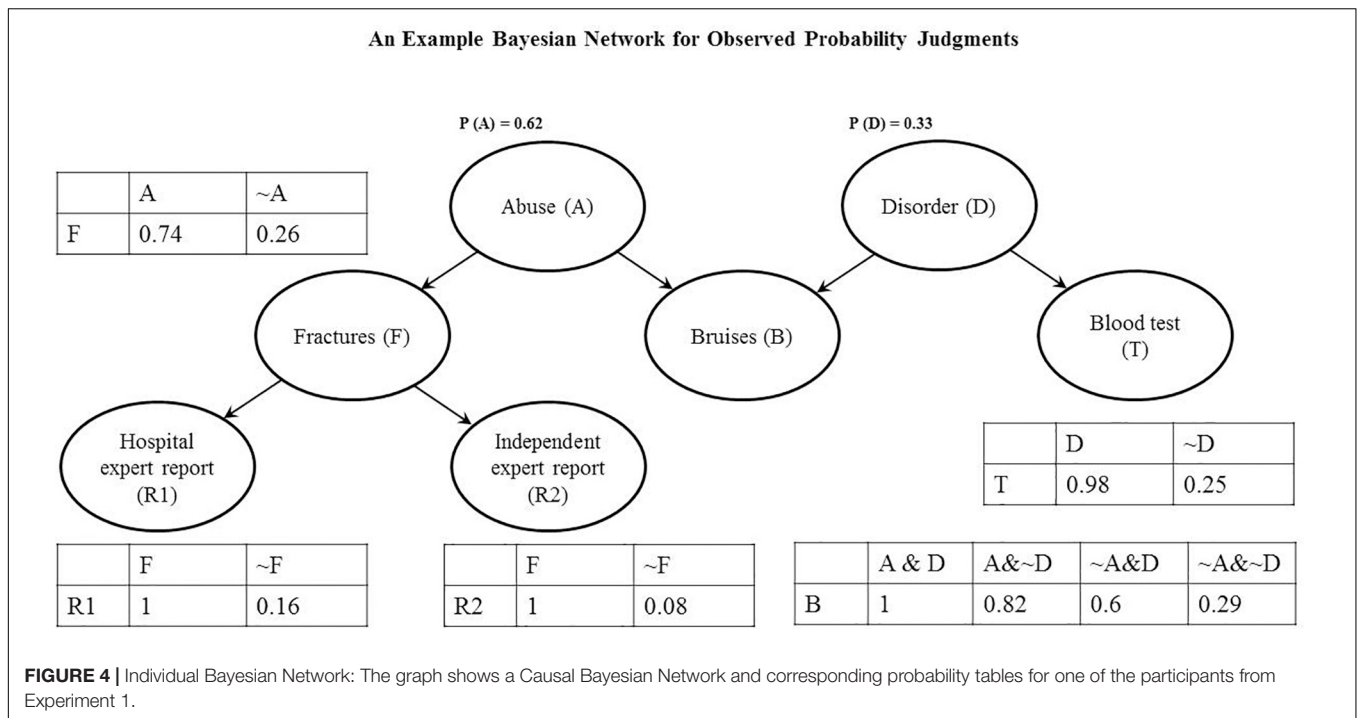 An Example Bayesian Network for Observed Probability Judgments
P (A) = 0.62
P (D) = 0.33
A ~A
F 0.74 0.26
Abuse (A)
Disorder (D)
Fractures (F)
Bruises (B)
Blood test
(T)
Hospital
expert report
(R1)
Independent
expert report
(R2)
D ~D
T 0.98 0.25
F ~F
R1 1 0.16
F ~F
R2 1 0.08
A & D A&~D ~A&D ~A&~D
B 1 0.82 0.6 0.29
FIGURE 4 | Individual Bayesian Network: The graph shows a Causal Bayesian Network and corresponding probability tables for one of the participants from
Experiment 1.